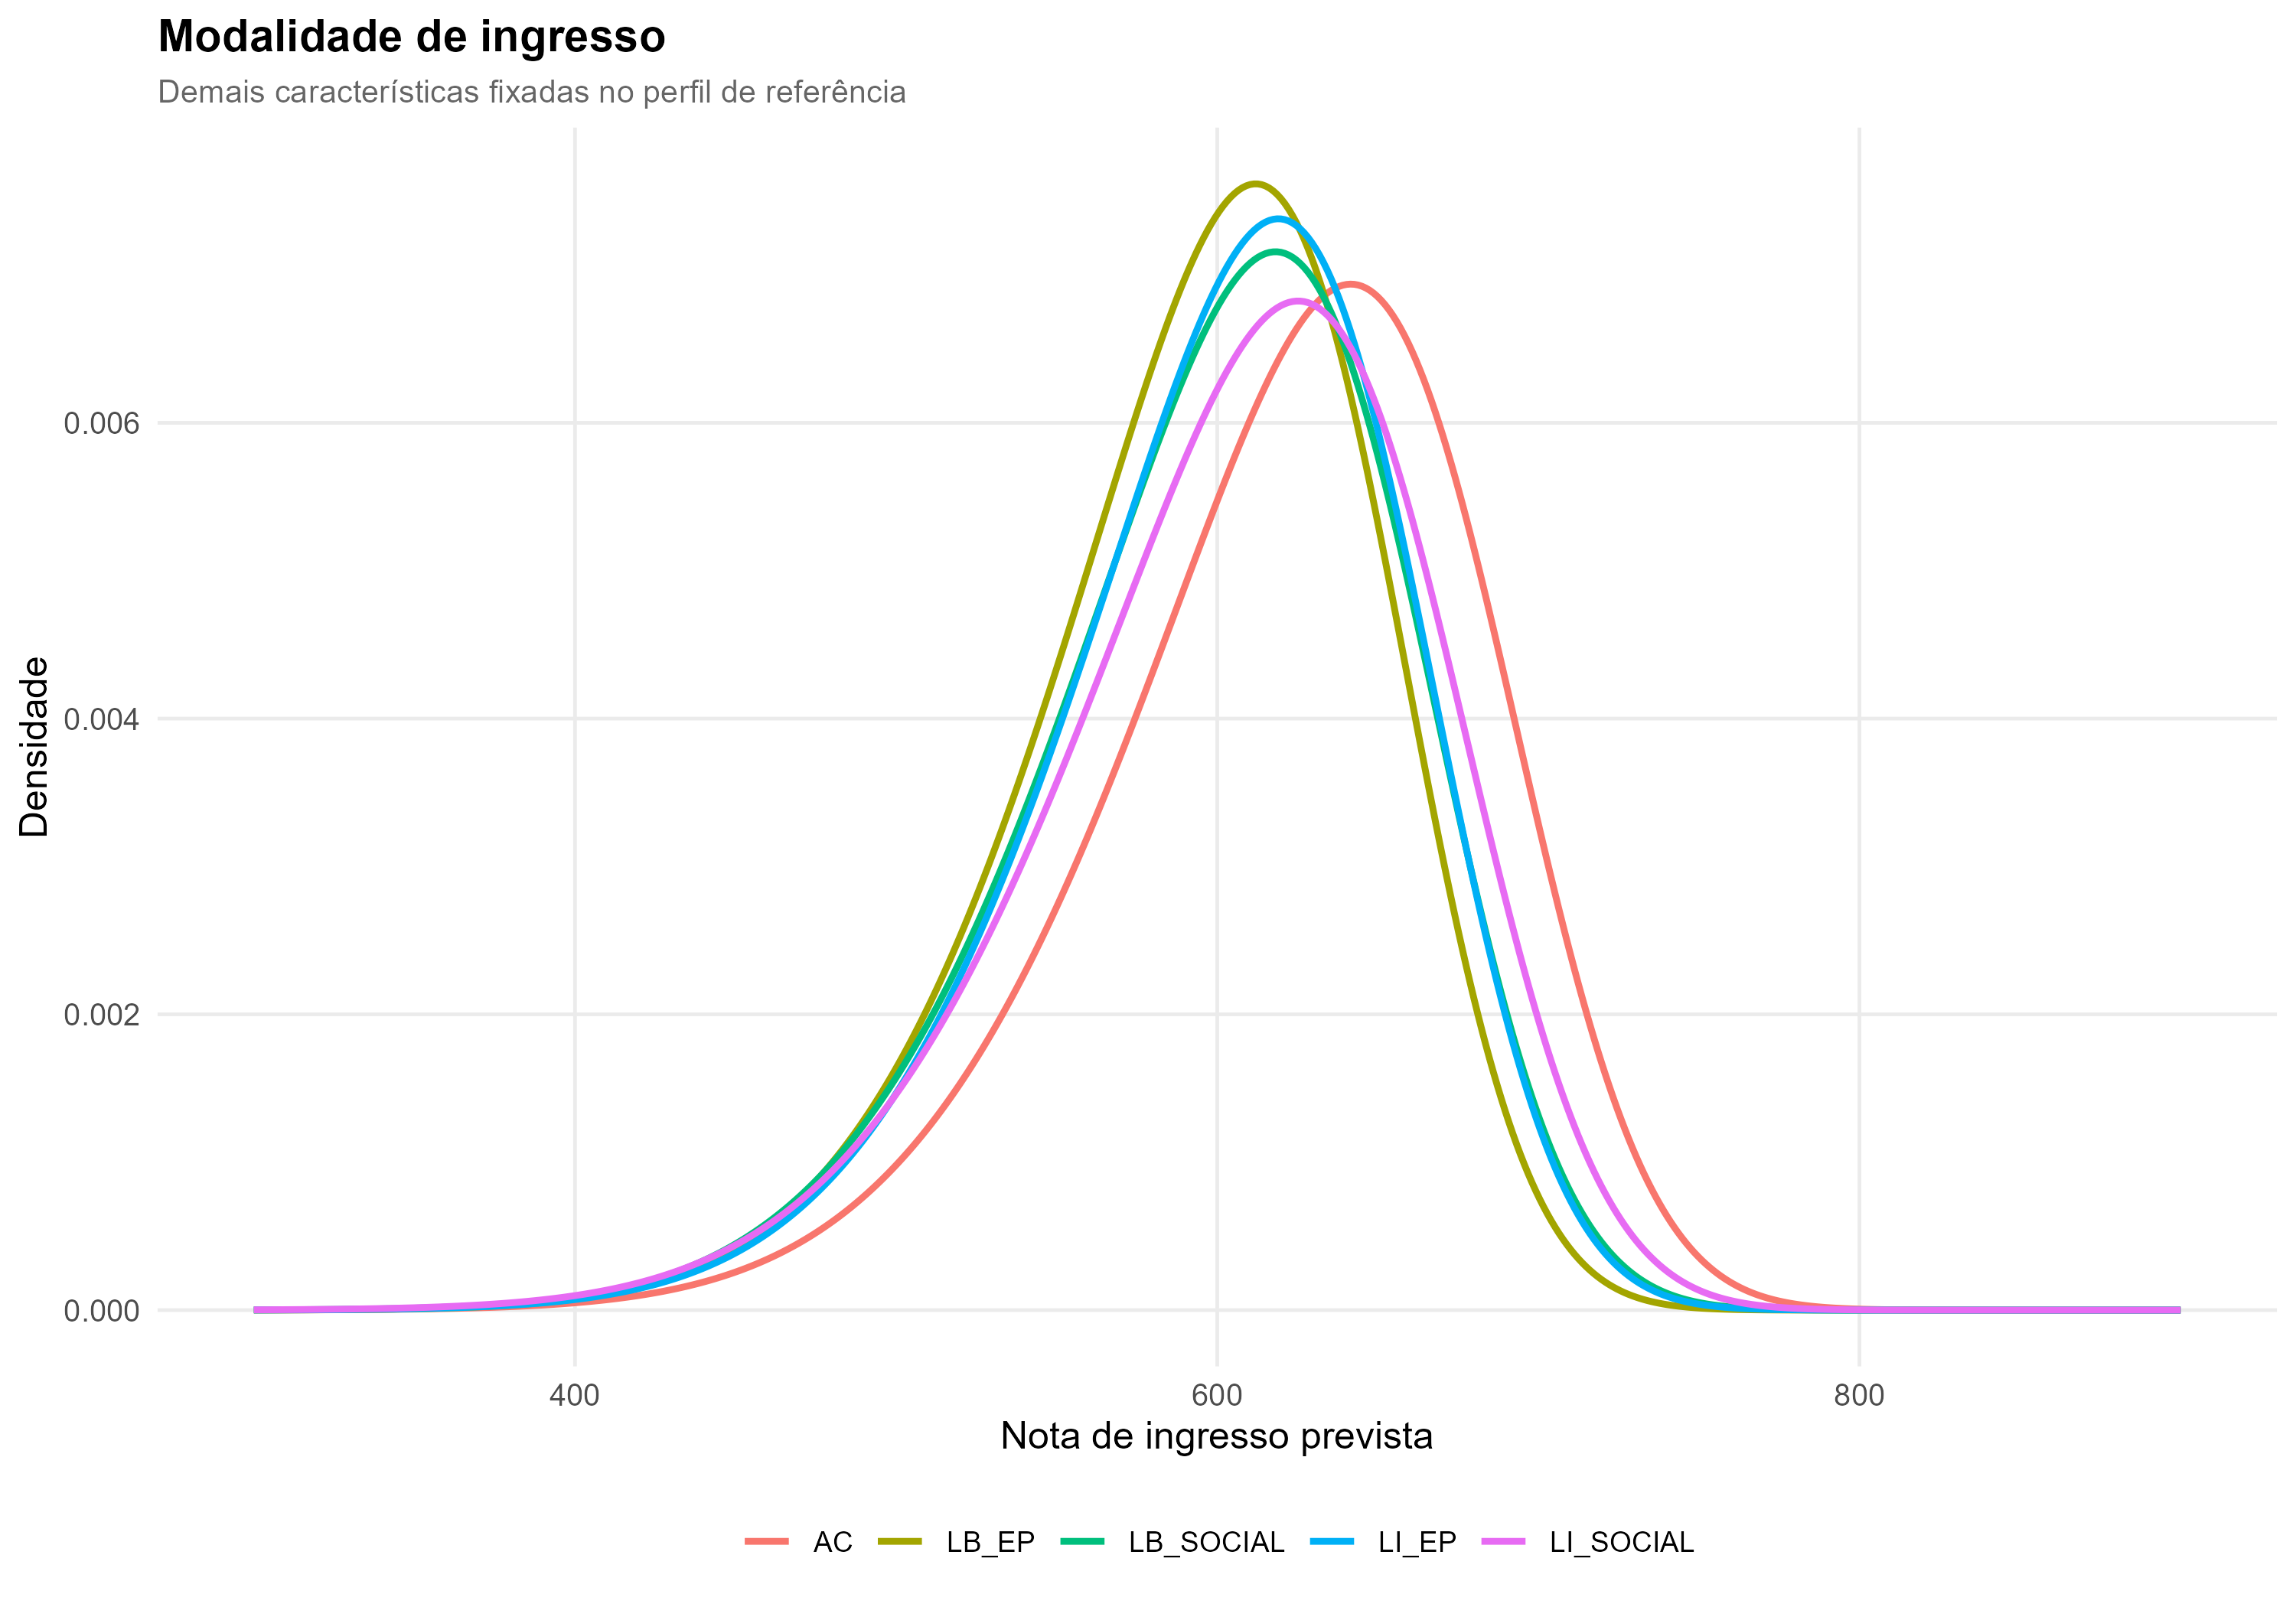 Modalidade de ingresso
Demais características fixadas no perfil de referência
Densidade
0.006
0.004
0.002
0.000
400 600 800
Nota de ingresso prevista
AC LB_EP LB_SOCIAL LI_EP LI_SOCIAL